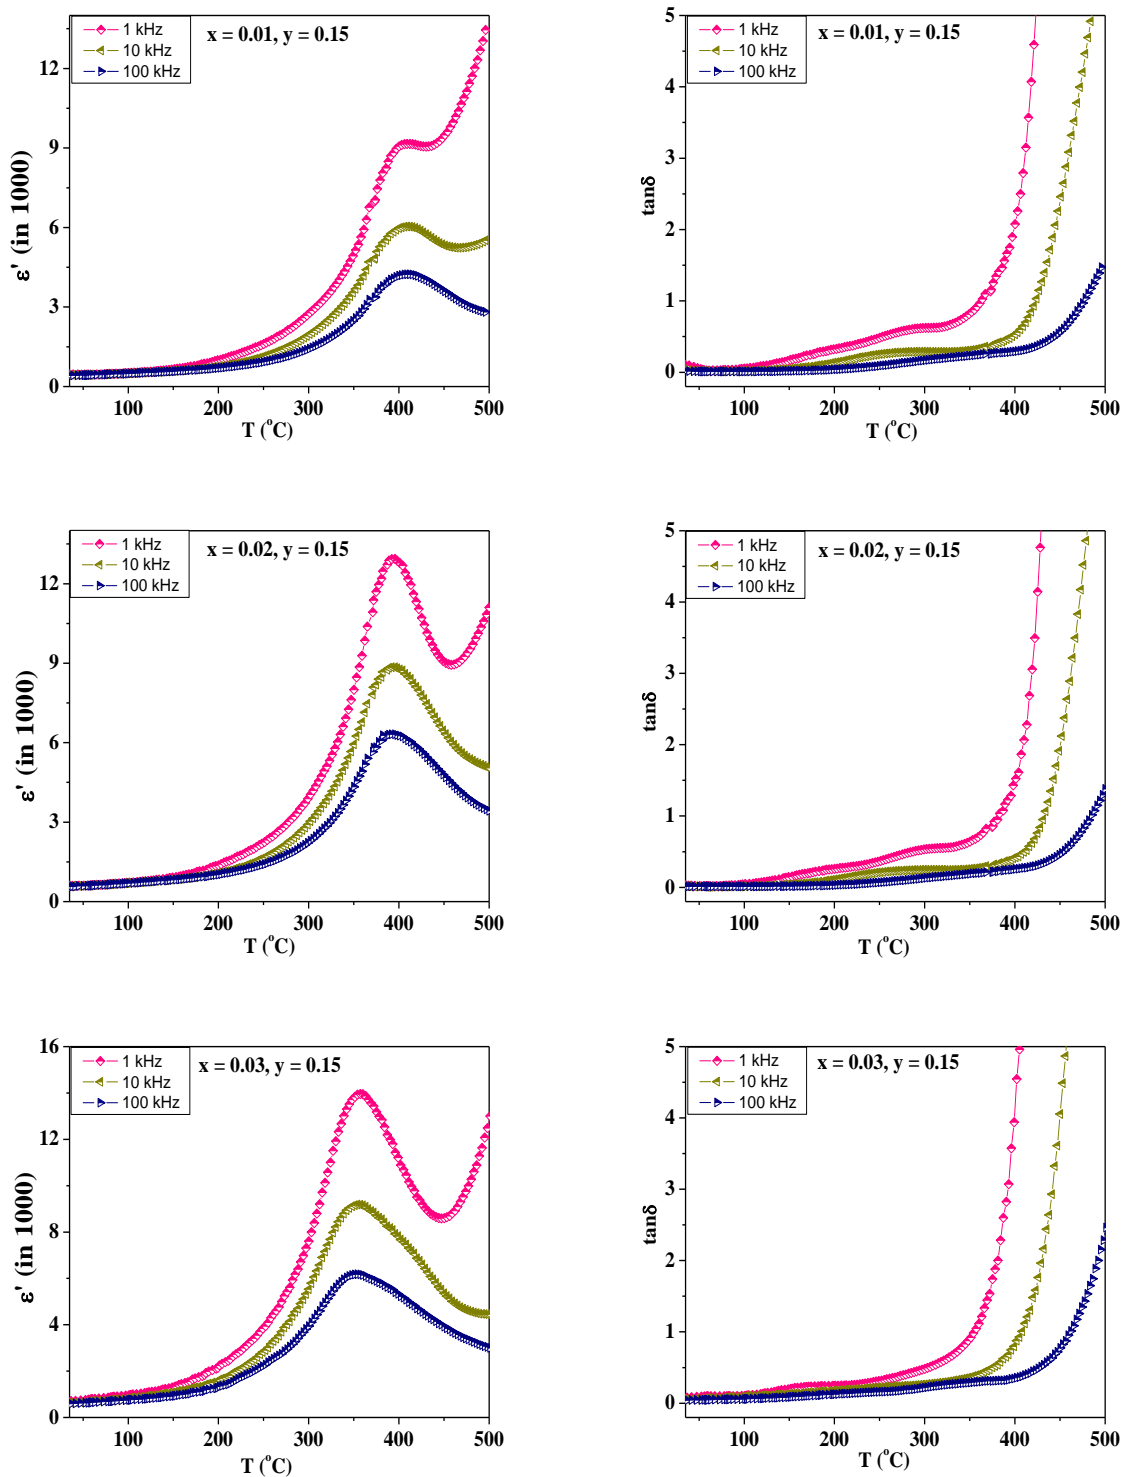 1 kHz
10 kHz
100 kHz
x = 0.01, y = 0.15
ε' (in 1000)
12
9
6
3
0
100 200 300 400 500
T (°C)
1 kHz
10 kHz
100 kHz
x = 0.01, y = 0.15
tanδ
5
4
3
2
1
0
100 200 300 400 500
T (°C)
1 kHz
10 kHz
100 kHz
x = 0.02, y = 0.15
ε' (in 1000)
12
9
6
3
0
100 200 300 400 500
T (°C)
1 kHz
10 kHz
100 kHz
x = 0.02, y = 0.15
tanδ
5
4
3
2
1
0
100 200 300 400 500
T (°C)
1 kHz
10 kHz
100 kHz
x = 0.03, y = 0.15
ε' (in 1000)
16
12
8
4
0
100 200 300 400 500
T (°C)
1 kHz
10 kHz
100 kHz
x = 0.03, y = 0.15
tanδ
5
4
3
2
1
0
100 200 300 400 500
T (°C)